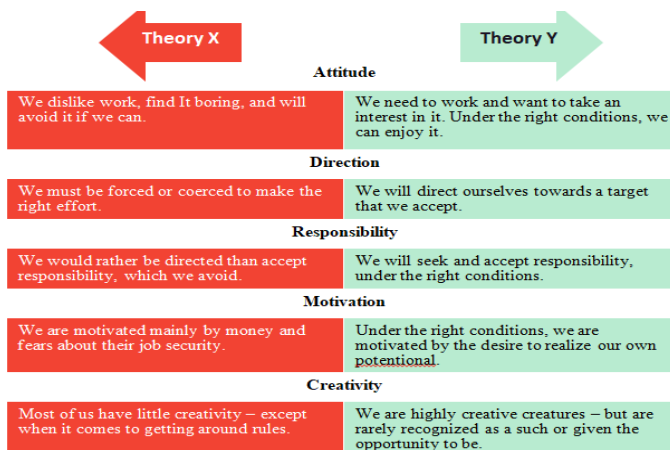 Theory X
Theory Y
Attitude
We dislike work, find It boring, and will
avoid it if we can.
We need to work and want to take an
interest in it. Under the right conditions, we
can enjoy it.
Direction
We must be forced or coerced to make the
right effort.
We will direct ourselves towards a target
that we accept.
Responsibility
We would rather be directed than accept
responsibility, which we avoid.
We will seek and accept responsibility,
under the right conditions.
Motivation
We are motivated mainly by money and
fears about their job security.
Under the right conditions, we are
motivated by the desire to realize our own
potentional.
Creativity
Most of us have little creativity – except
when it comes to getting around rules.
We are highly creative creatures – but are
rarely recognized as a such or given the
opportunity to be.